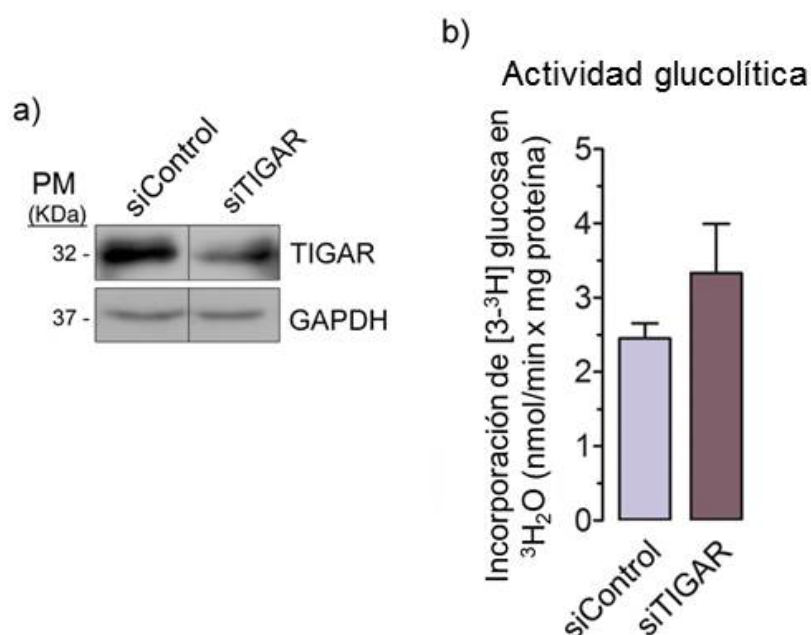 a)
PM
(KDa)
siControl
siTIGAR
32 -
TIGAR
37 -
GAPDH
b)
Actividad glucolítica
Incorporación de [3-³H] glucosa en
³H₂O (nmol/min x mg proteína)
5
4
3
2
1
0
siControl
siTIGAR